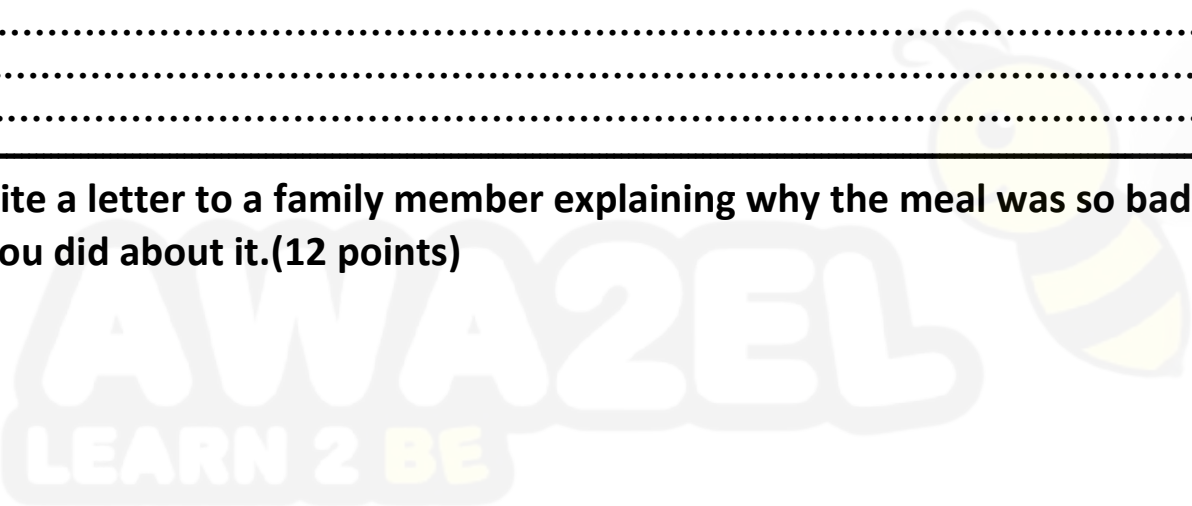 ite a letter to a family member explaining why the meal was so bad
ou did about it.(12 points)
AWA2EL
LEARN 2 BE